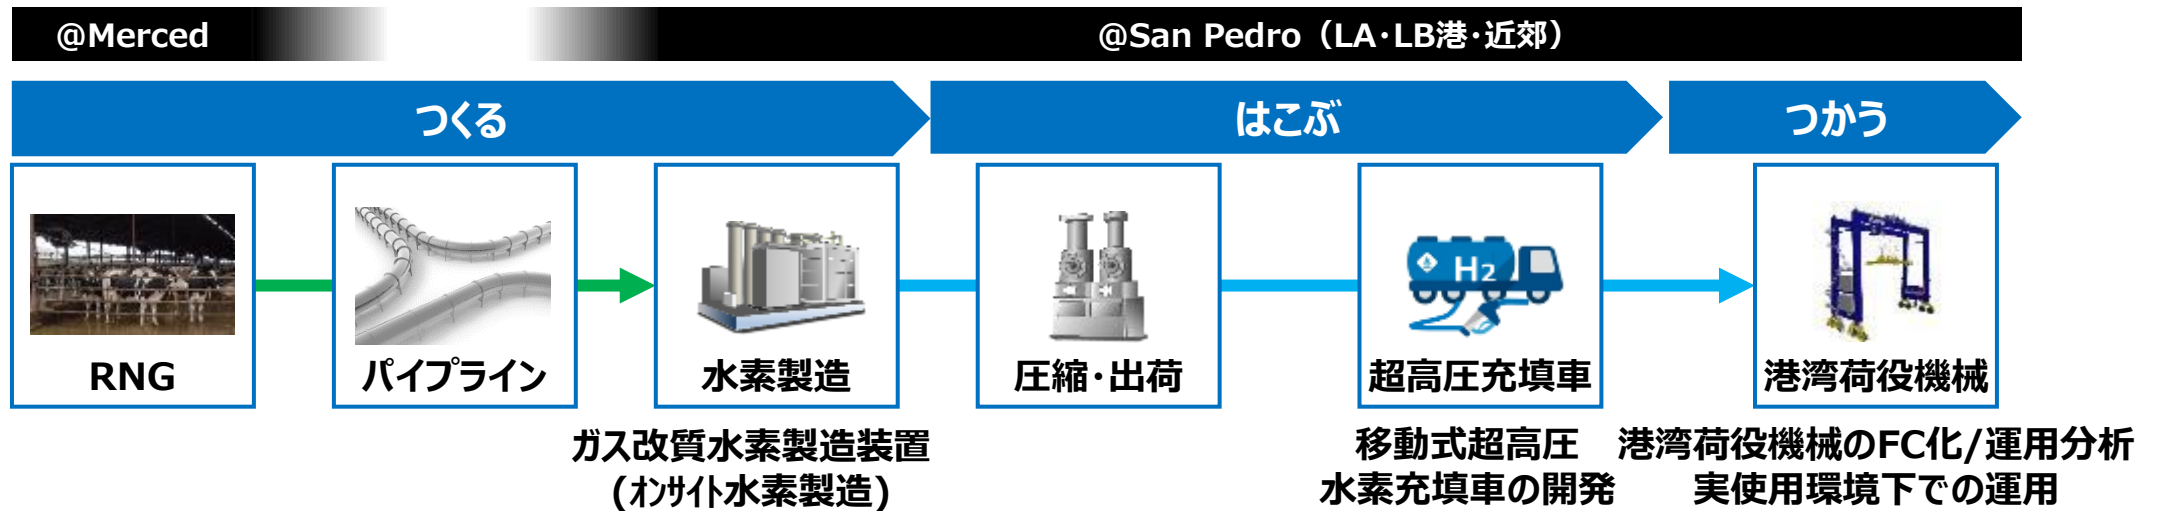 @Merced
@San Pedro（LA･LB港･近郊）
つくる
はこぶ
つかう
H2
RNG
パイプライン
水素製造
圧縮･出荷
超高圧充填車
港湾荷役機械
ガス改質水素製造装置
(ｵﾝｻｲﾄ水素製造)
移動式超高圧
水素充填車の開発
港湾荷役機械のFC化/運用分析
実使用環境下での運用